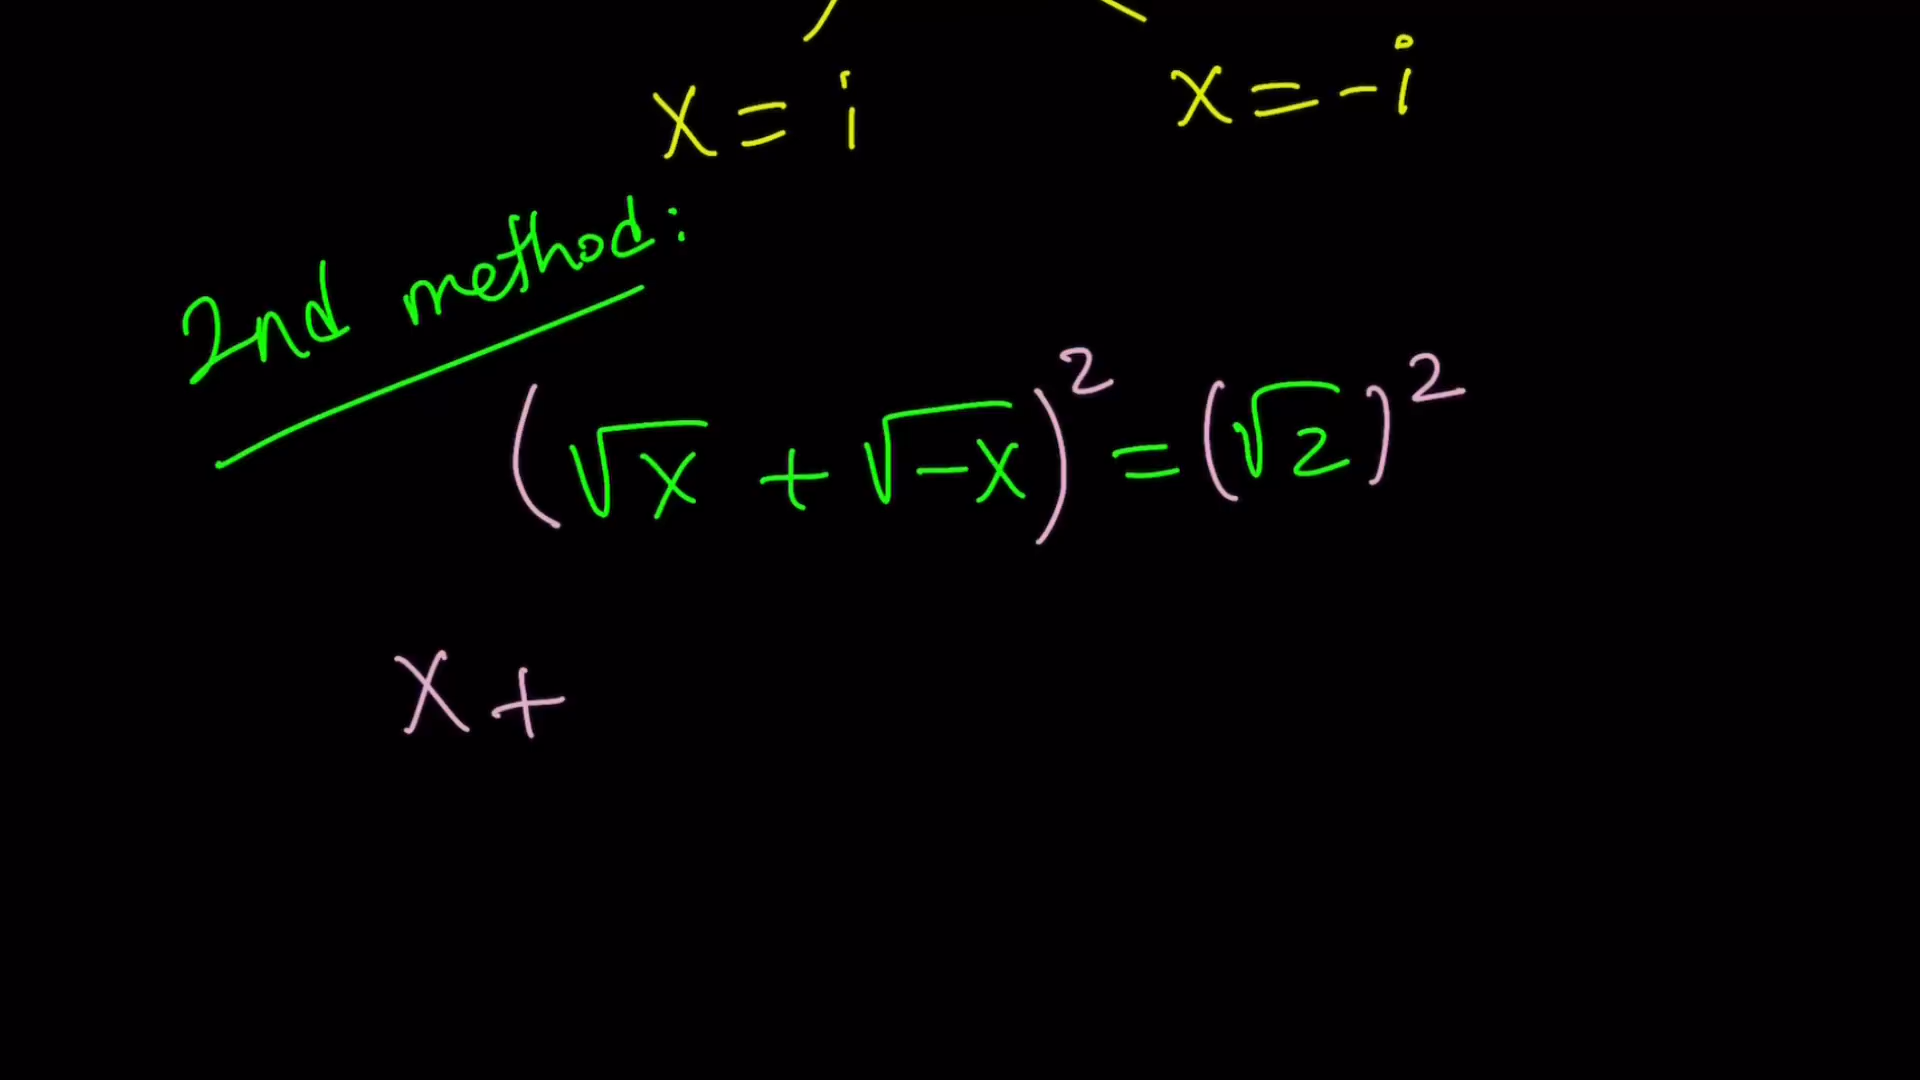 x = i x = -i
2nd method:
(√x + √-x)² = (√2)²
x +